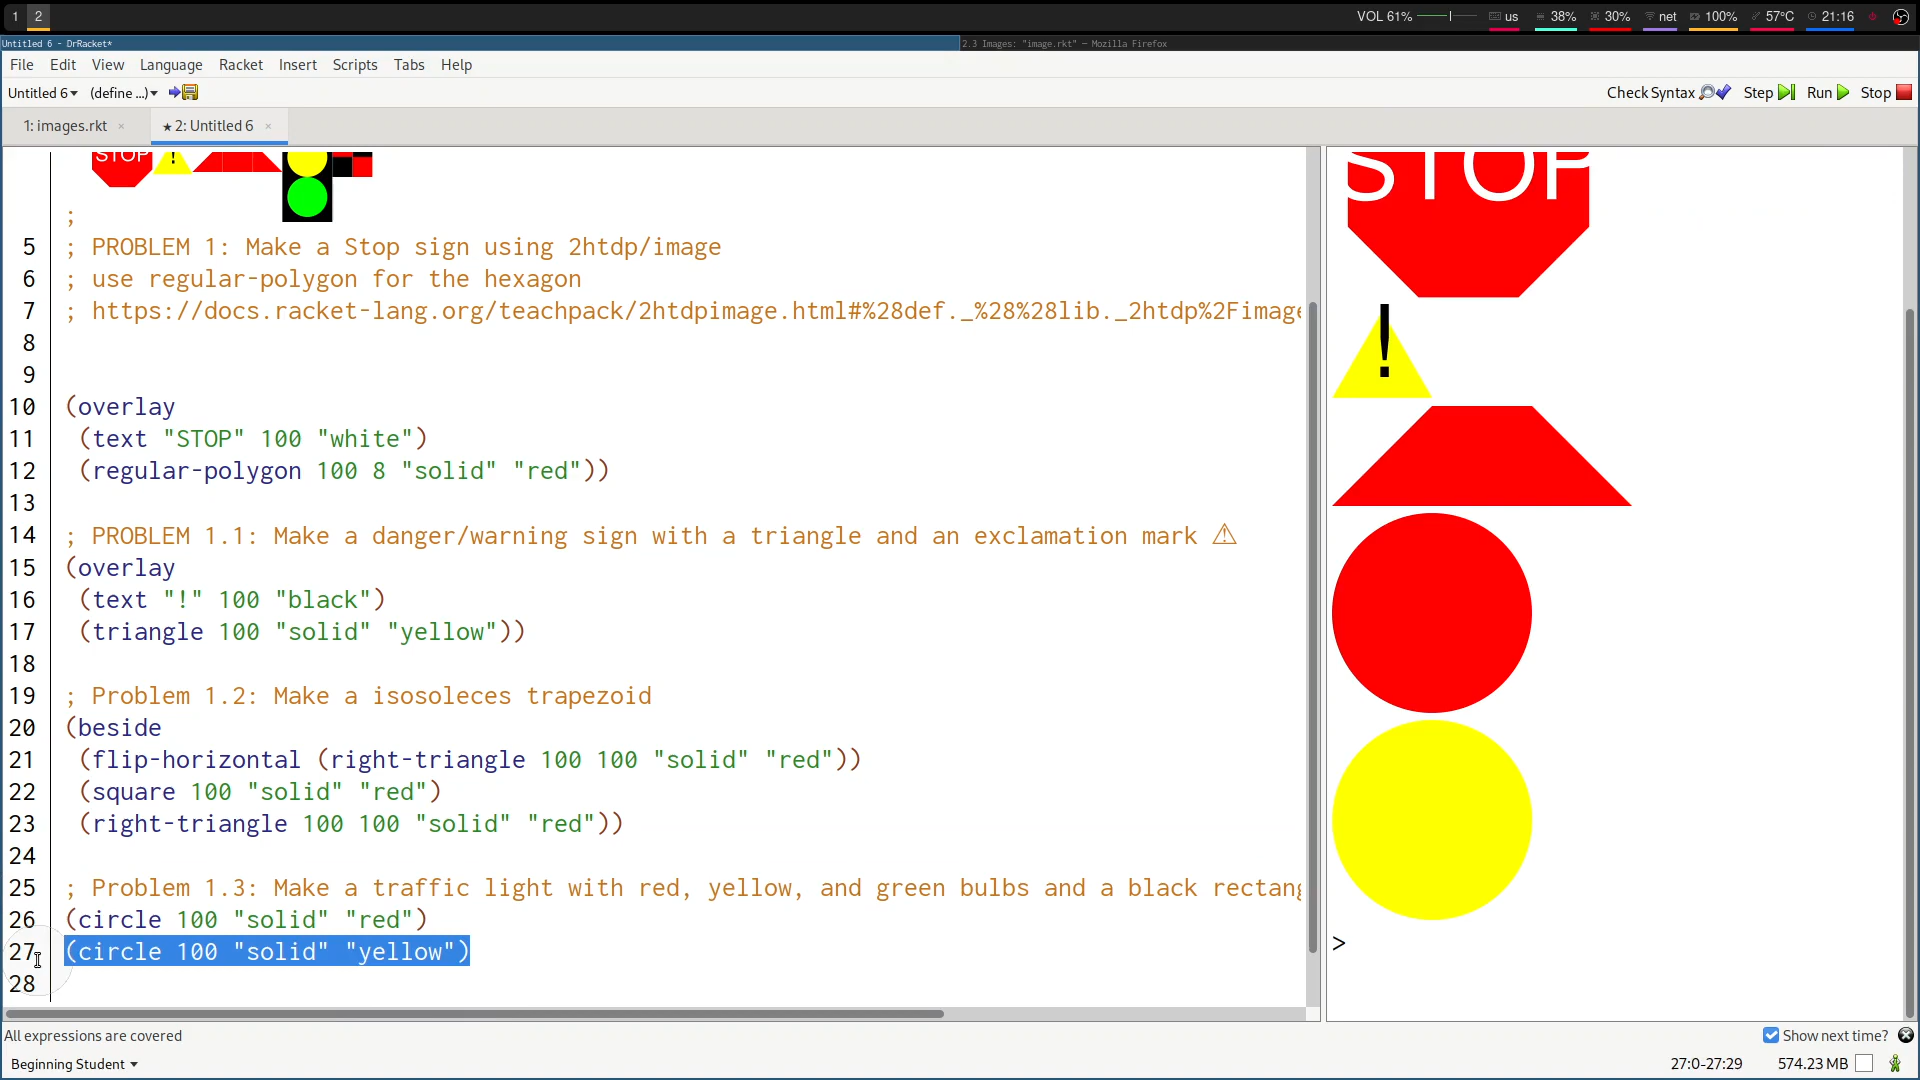 1 2 VOL 61% us 38% 30% net 100% 57°C 21:16
Untitled 6 - DrRacket* 2.3 Images: "image.rkt" — Mozilla Firefox
File Edit View Language Racket Insert Scripts Tabs Help
Untitled 6 (define ...) Check Syntax Step Run Stop
1: images.rkt × ★ 2: Untitled 6 ×
STOP !
;
5 ; PROBLEM 1: Make a Stop sign using 2htdp/image
6 ; use regular-polygon for the hexagon
7 ; https://docs.racket-lang.org/teachpack/2htdpimage.html#%28def._%28%28lib._2htdp%2Fimage
8
9
10 (overlay
11 (text "STOP" 100 "white")
12 (regular-polygon 100 8 "solid" "red"))
13
14 ; PROBLEM 1.1: Make a danger/warning sign with a triangle and an exclamation mark ⚠
15 (overlay
16 (text "!" 100 "black")
17 (triangle 100 "solid" "yellow"))
18
19 ; Problem 1.2: Make a isosoleces trapezoid
20 (beside
21 (flip-horizontal (right-triangle 100 100 "solid" "red"))
22 (square 100 "solid" "red")
23 (right-triangle 100 100 "solid" "red"))
24
25 ; Problem 1.3: Make a traffic light with red, yellow, and green bulbs and a black rectang
26 (circle 100 "solid" "red")
27 (circle 100 "solid" "yellow")
28
STOP
!
>
All expressions are covered Show next time?
Beginning Student 27:0-27:29 574.23 MB